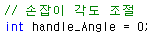 // 손잡이 각도 조절
int handle_Angle = 0